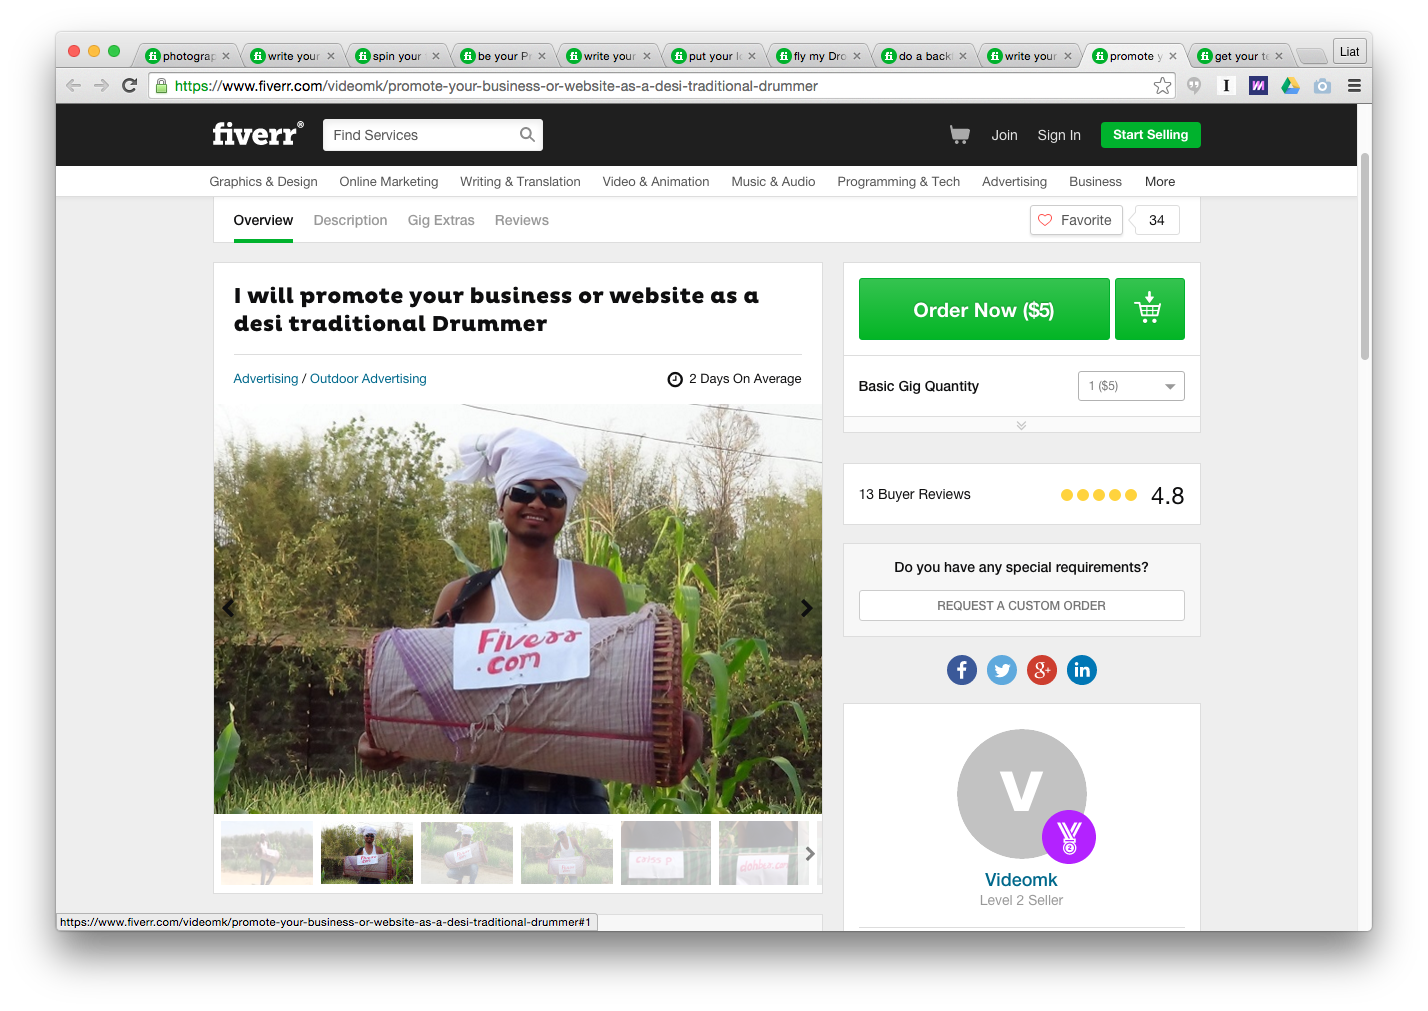 photograp
write your
spin your
be your Pr
write your
put your lo
fly my Dro
do a back
write your
promote y
get your te
Liat
https://www.fiverr.com/videomk/promote-your-business-or-website-as-a-desi-traditional-drummer
fiverr®
Find Services
Join
Sign In
Start Selling
Graphics & Design
Online Marketing
Writing & Translation
Video & Animation
Music & Audio
Programming & Tech
Advertising
Business
More
Overview
Description
Gig Extras
Reviews
Favorite
34
I will promote your business or website as a
desi traditional Drummer
Advertising / Outdoor Advertising
2 Days On Average
Fiverr
.com
Order Now ($5)
Basic Gig Quantity
1 ($5)
13 Buyer Reviews
4.8
Do you have any special requirements?
REQUEST A CUSTOM ORDER
V
Videomk
Level 2 Seller
https://www.fiverr.com/videomk/promote-your-business-or-website-as-a-desi-traditional-drummer#1